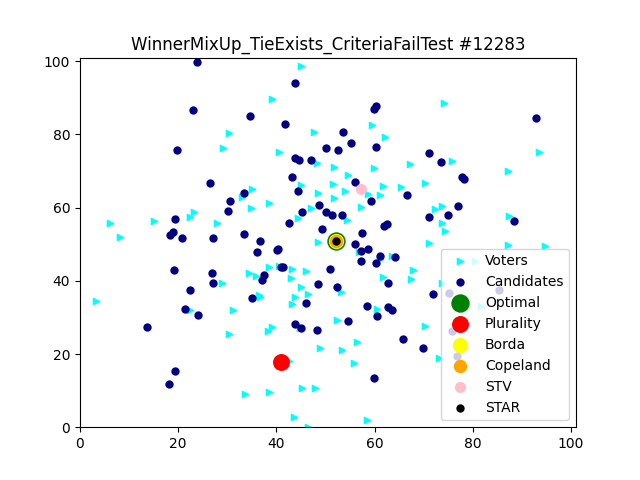 WinnerMixUp_TieExists_CriteriaFailTest #12283
100
80
60
40
20
0
0 20 40 60 80 100
Voters
Candidates
Optimal
Plurality
Borda
Copeland
STV
STAR